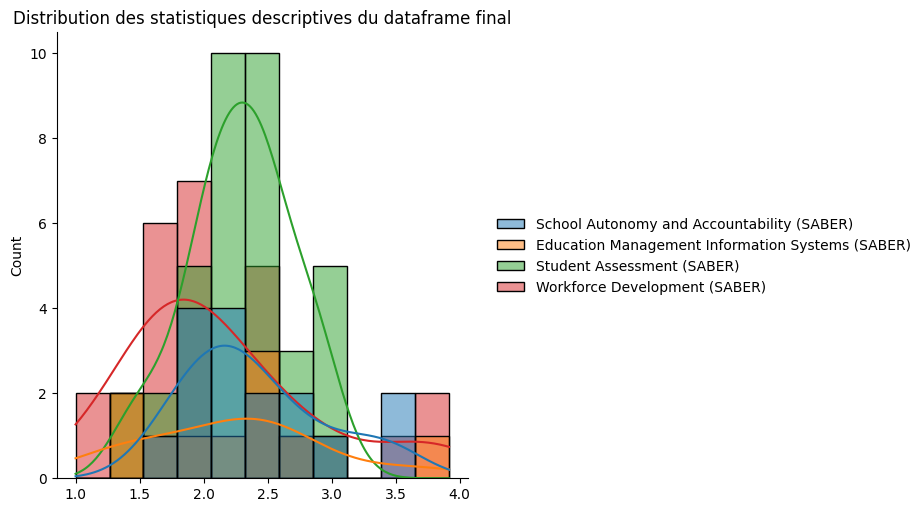 Distribution des statistiques descriptives du dataframe final
10
8
6
4
2
0
Count
1.0 1.5 2.0 2.5 3.0 3.5 4.0
School Autonomy and Accountability (SABER)
Education Management Information Systems (SABER)
Student Assessment (SABER)
Workforce Development (SABER)